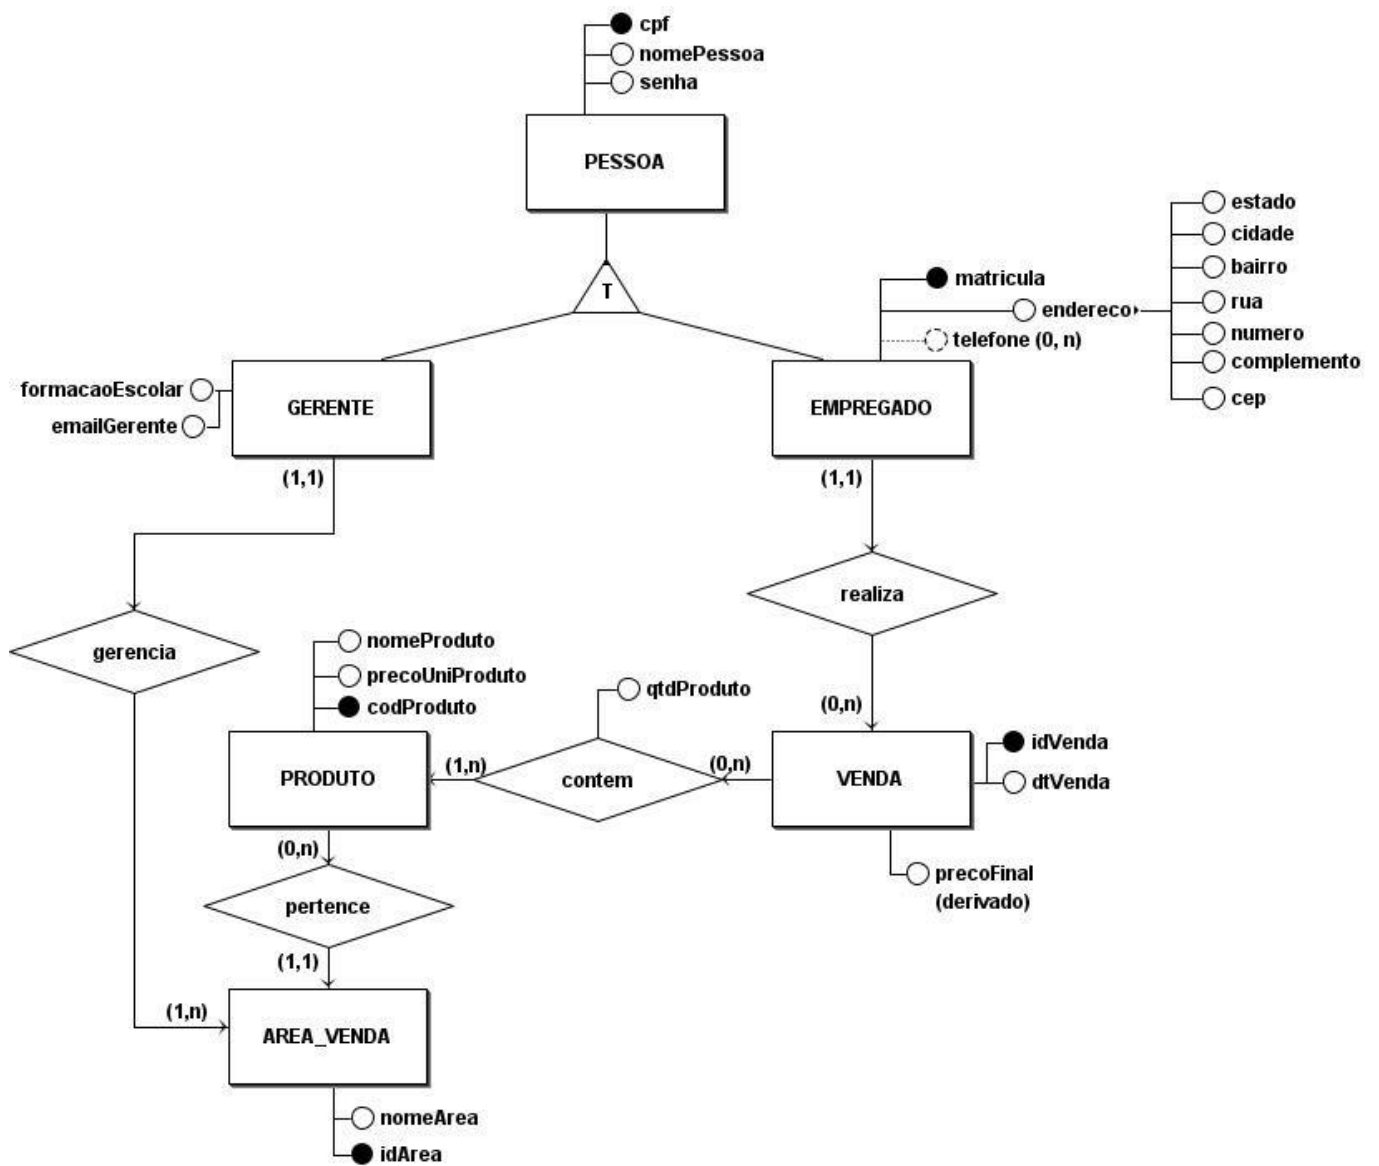 cpf
nomePessoa
senha
PESSOA
T
estado
cidade
bairro
rua
numero
complemento
cep
matricula
endereco
telefone (0, n)
formacaoEscolar
emailGerente
GERENTE
EMPREGADO
(1,1)
(1,1)
realiza
gerencia
nomeProduto
precoUniProduto
codProduto
qtdProduto
(0,n)
idVenda
dtVenda
PRODUTO
(1,n)
contem
(0,n)
VENDA
precoFinal
(derivado)
(0,n)
pertence
(1,1)
(1,n)
AREA_VENDA
nomeArea
idArea